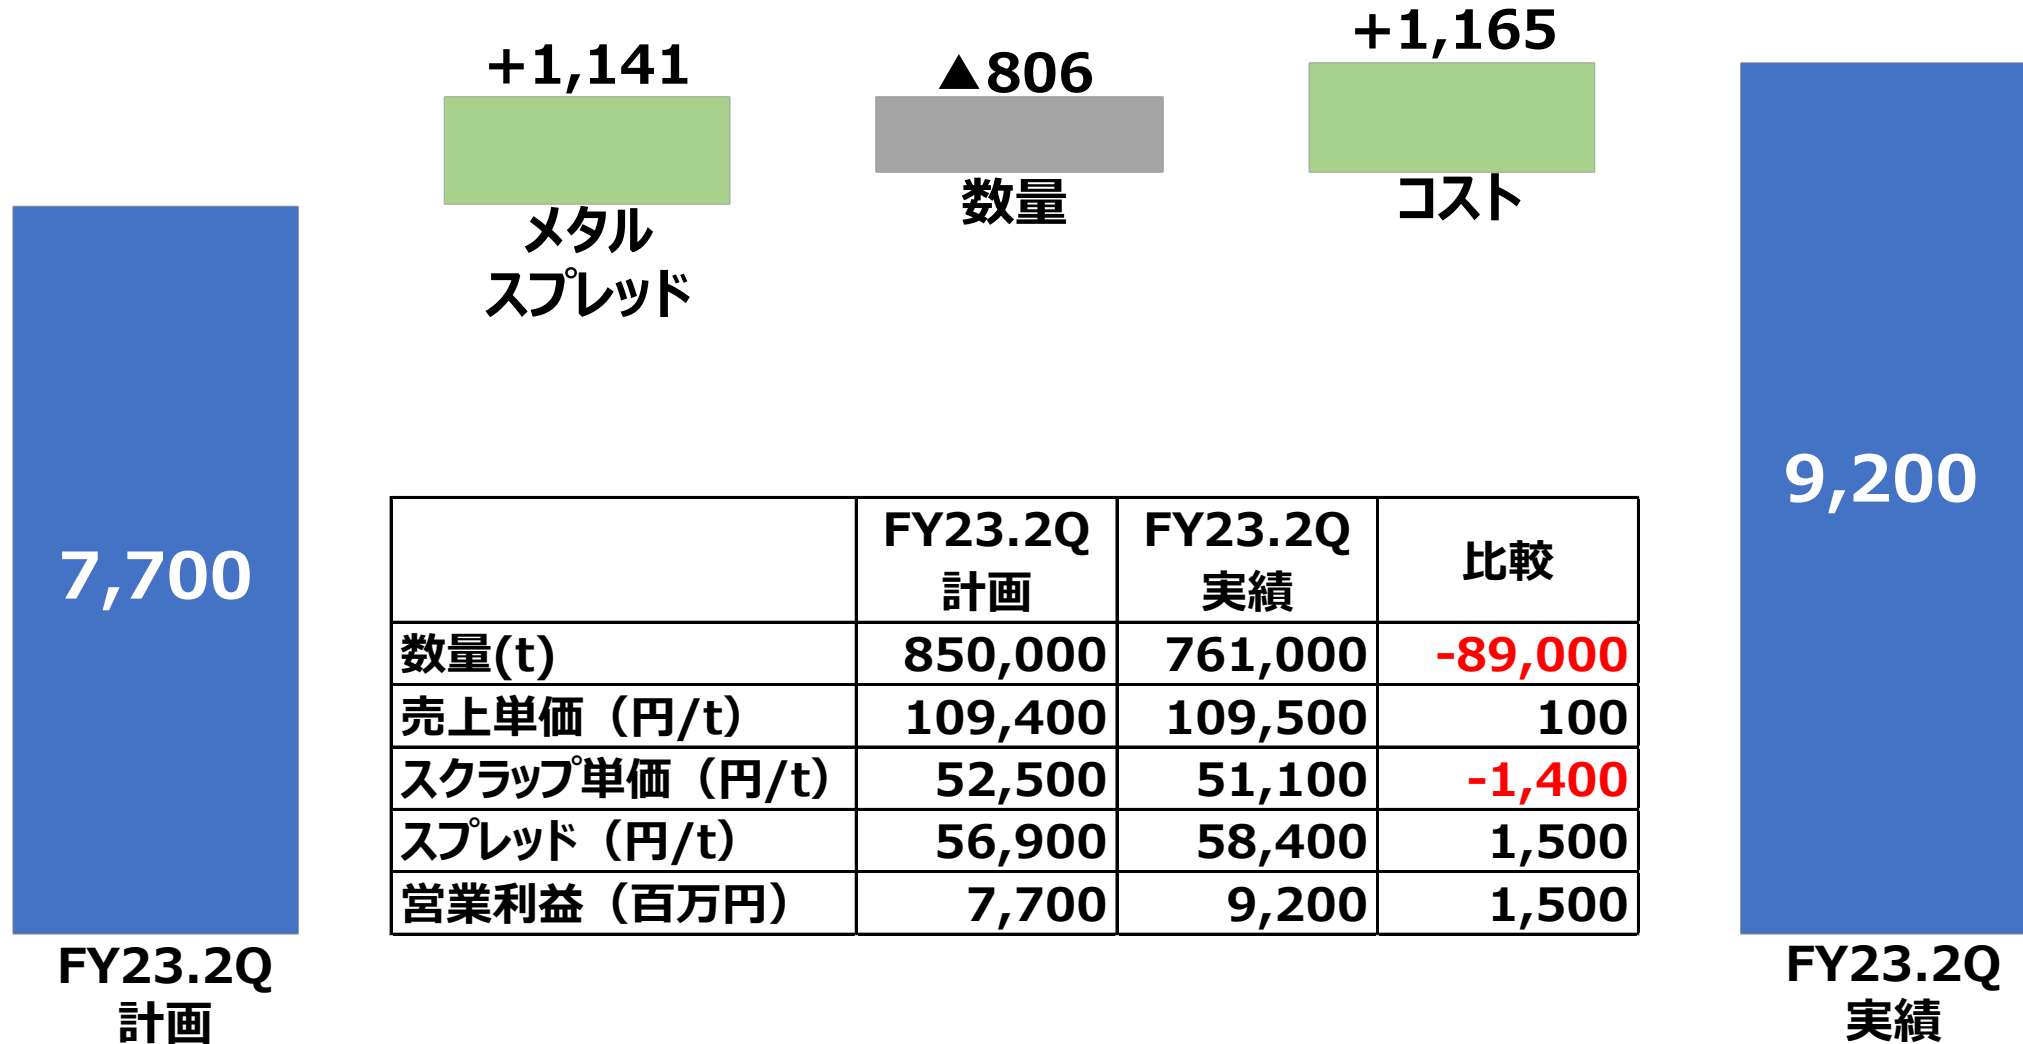 +1,141
▲806
+1,165
メタル
スプレッド
数量
コスト
7,700
9,200
FY23.2Q
計画
FY23.2Q
実績
比較
数量(t) 850,000 761,000 -89,000
売上単価（円/t） 109,400 109,500 100
スクラップ単価（円/t） 52,500 51,100 -1,400
スプレッド（円/t） 56,900 58,400 1,500
営業利益（百万円） 7,700 9,200 1,500
FY23.2Q
計画
FY23.2Q
実績